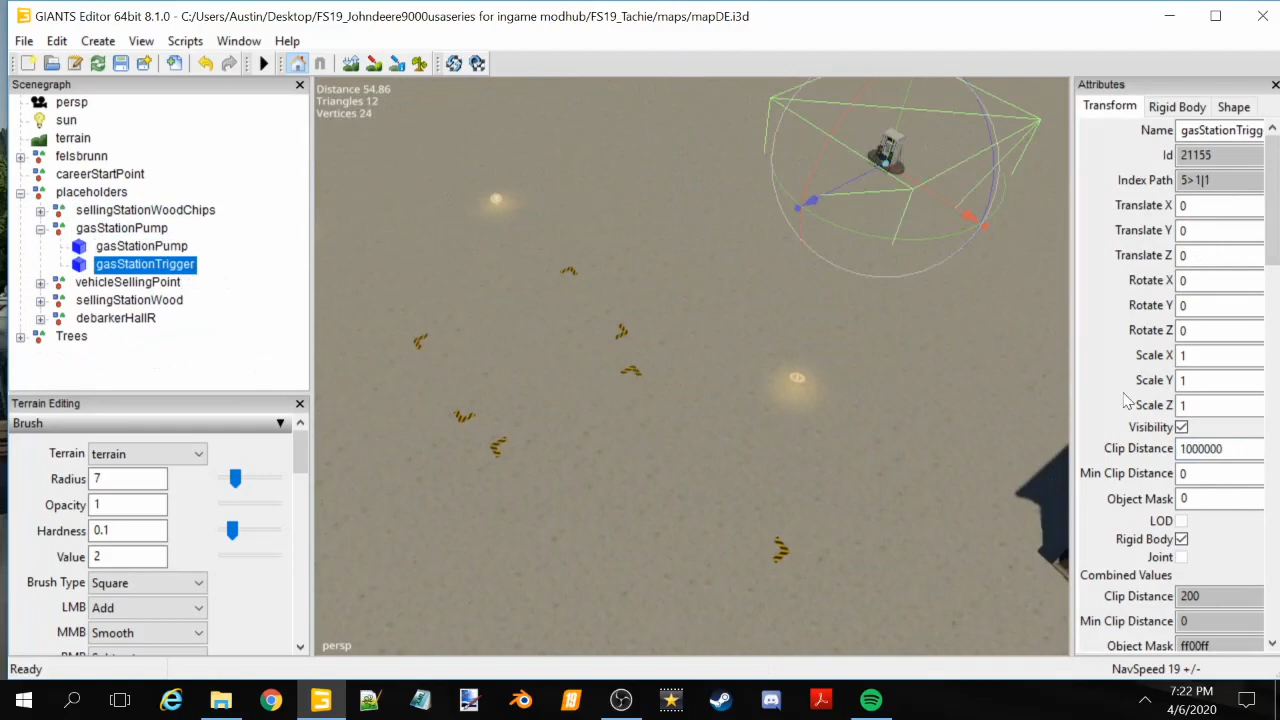 GIANTS Editor 64bit 8.1.0 - C:/Users/Austin/Desktop/FS19_Johndeere9000usaseries for ingame modhub/FS19_Tachie/maps/mapDE.i3d
File Edit Create View Scripts Window Help
Scenegraph
persp
sun
terrain
felsbrunn
careerStartPoint
placeholders
sellingStationWoodChips
gasStationPump
gasStationPump
gasStationTrigger
vehicleSellingPoint
sellingStationWood
debarkerHallR
Trees
Terrain Editing
Brush
Terrain terrain
Radius 7
Opacity 1
Hardness 0.1
Value 2
Brush Type Square
LMB Add
MMB Smooth
Ready
Distance 54.86
Triangles 12
Vertices 24
persp
Attributes
Transform Rigid Body Shape
Name gasStationTrigg
Id 21155
Index Path 5>1|1
Translate X 0
Translate Y 0
Translate Z 0
Rotate X 0
Rotate Y 0
Rotate Z 0
Scale X 1
Scale Y 1
Scale Z 1
Visibility
Clip Distance 1000000
Min Clip Distance 0
Object Mask 0
LOD
Rigid Body
Joint
Combined Values
Clip Distance 200
Min Clip Distance 0
Object Mask ff00ff
NavSpeed 19 +/-
7:22 PM
4/6/2020